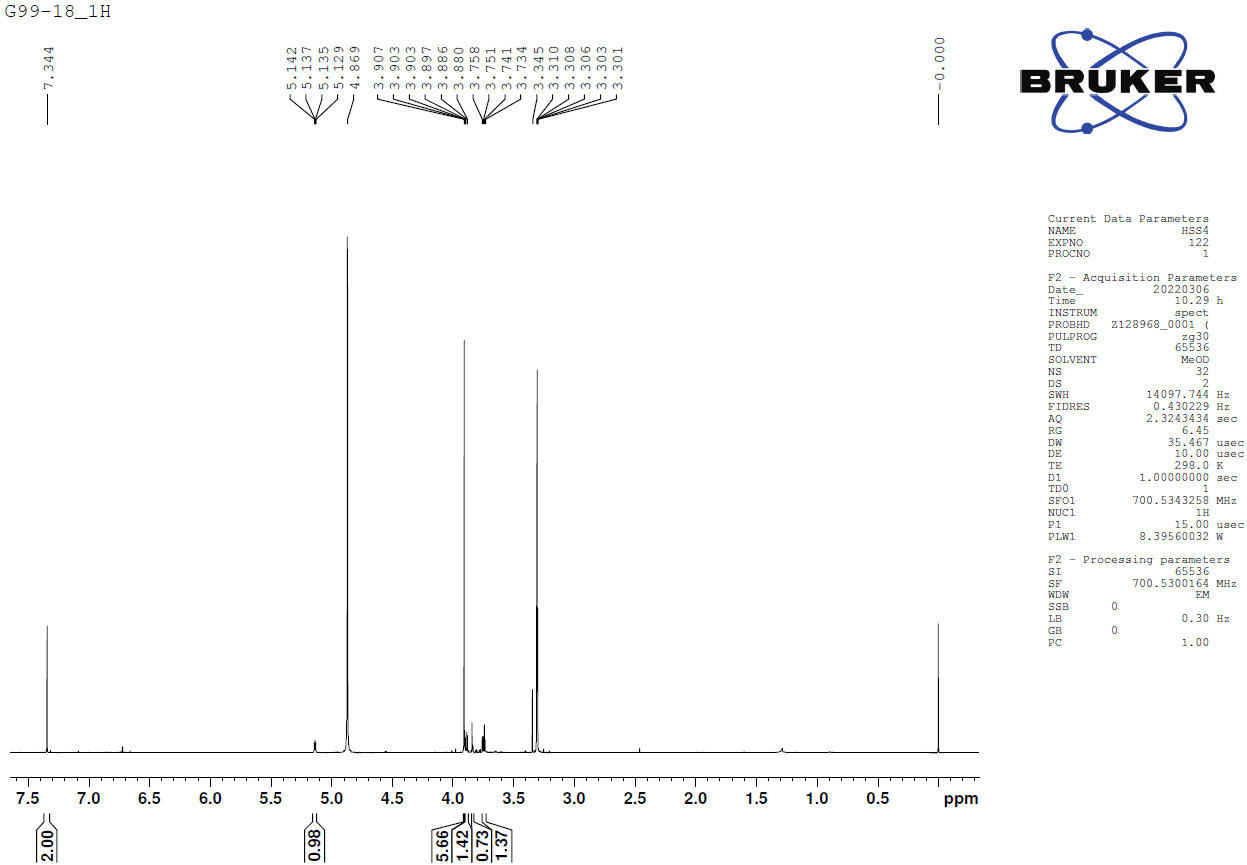 G99-18_1H
7.344
5.142
5.137
5.135
5.129
4.869
3.907
3.903
3.903
3.897
3.886
3.880
3.758
3.751
3.741
3.734
3.345
3.310
3.308
3.306
3.303
3.301
-0.000
BRUKER
Current Data Parameters
NAME HSS4
EXPNO 122
PROCNO 1
F2 - Acquisition Parameters
Date_ 20220306
Time 10.29 h
INSTRUM spect
PROBHD Z128968_0001 (
PULPROG zg30
TD 65536
SOLVENT MeOD
NS 32
DS 2
SWH 14097.744 Hz
FIDRES 0.430229 Hz
AQ 2.3243434 sec
RG 6.45
DW 35.467 usec
DE 10.00 usec
TE 298.0 K
D1 1.00000000 sec
TD0 1
SFO1 700.5343258 MHz
NUC1 1H
P1 15.00 usec
PLW1 8.39560032 W
F2 - Processing parameters
SI 65536
SF 700.5300164 MHz
WDW EM
SSB 0
LB 0.30 Hz
GB 0
PC 1.00
7.5 7.0 6.5 6.0 5.5 5.0 4.5 4.0 3.5 3.0 2.5 2.0 1.5 1.0 0.5 ppm
2.00
0.98
5.66
1.42
0.73
1.37